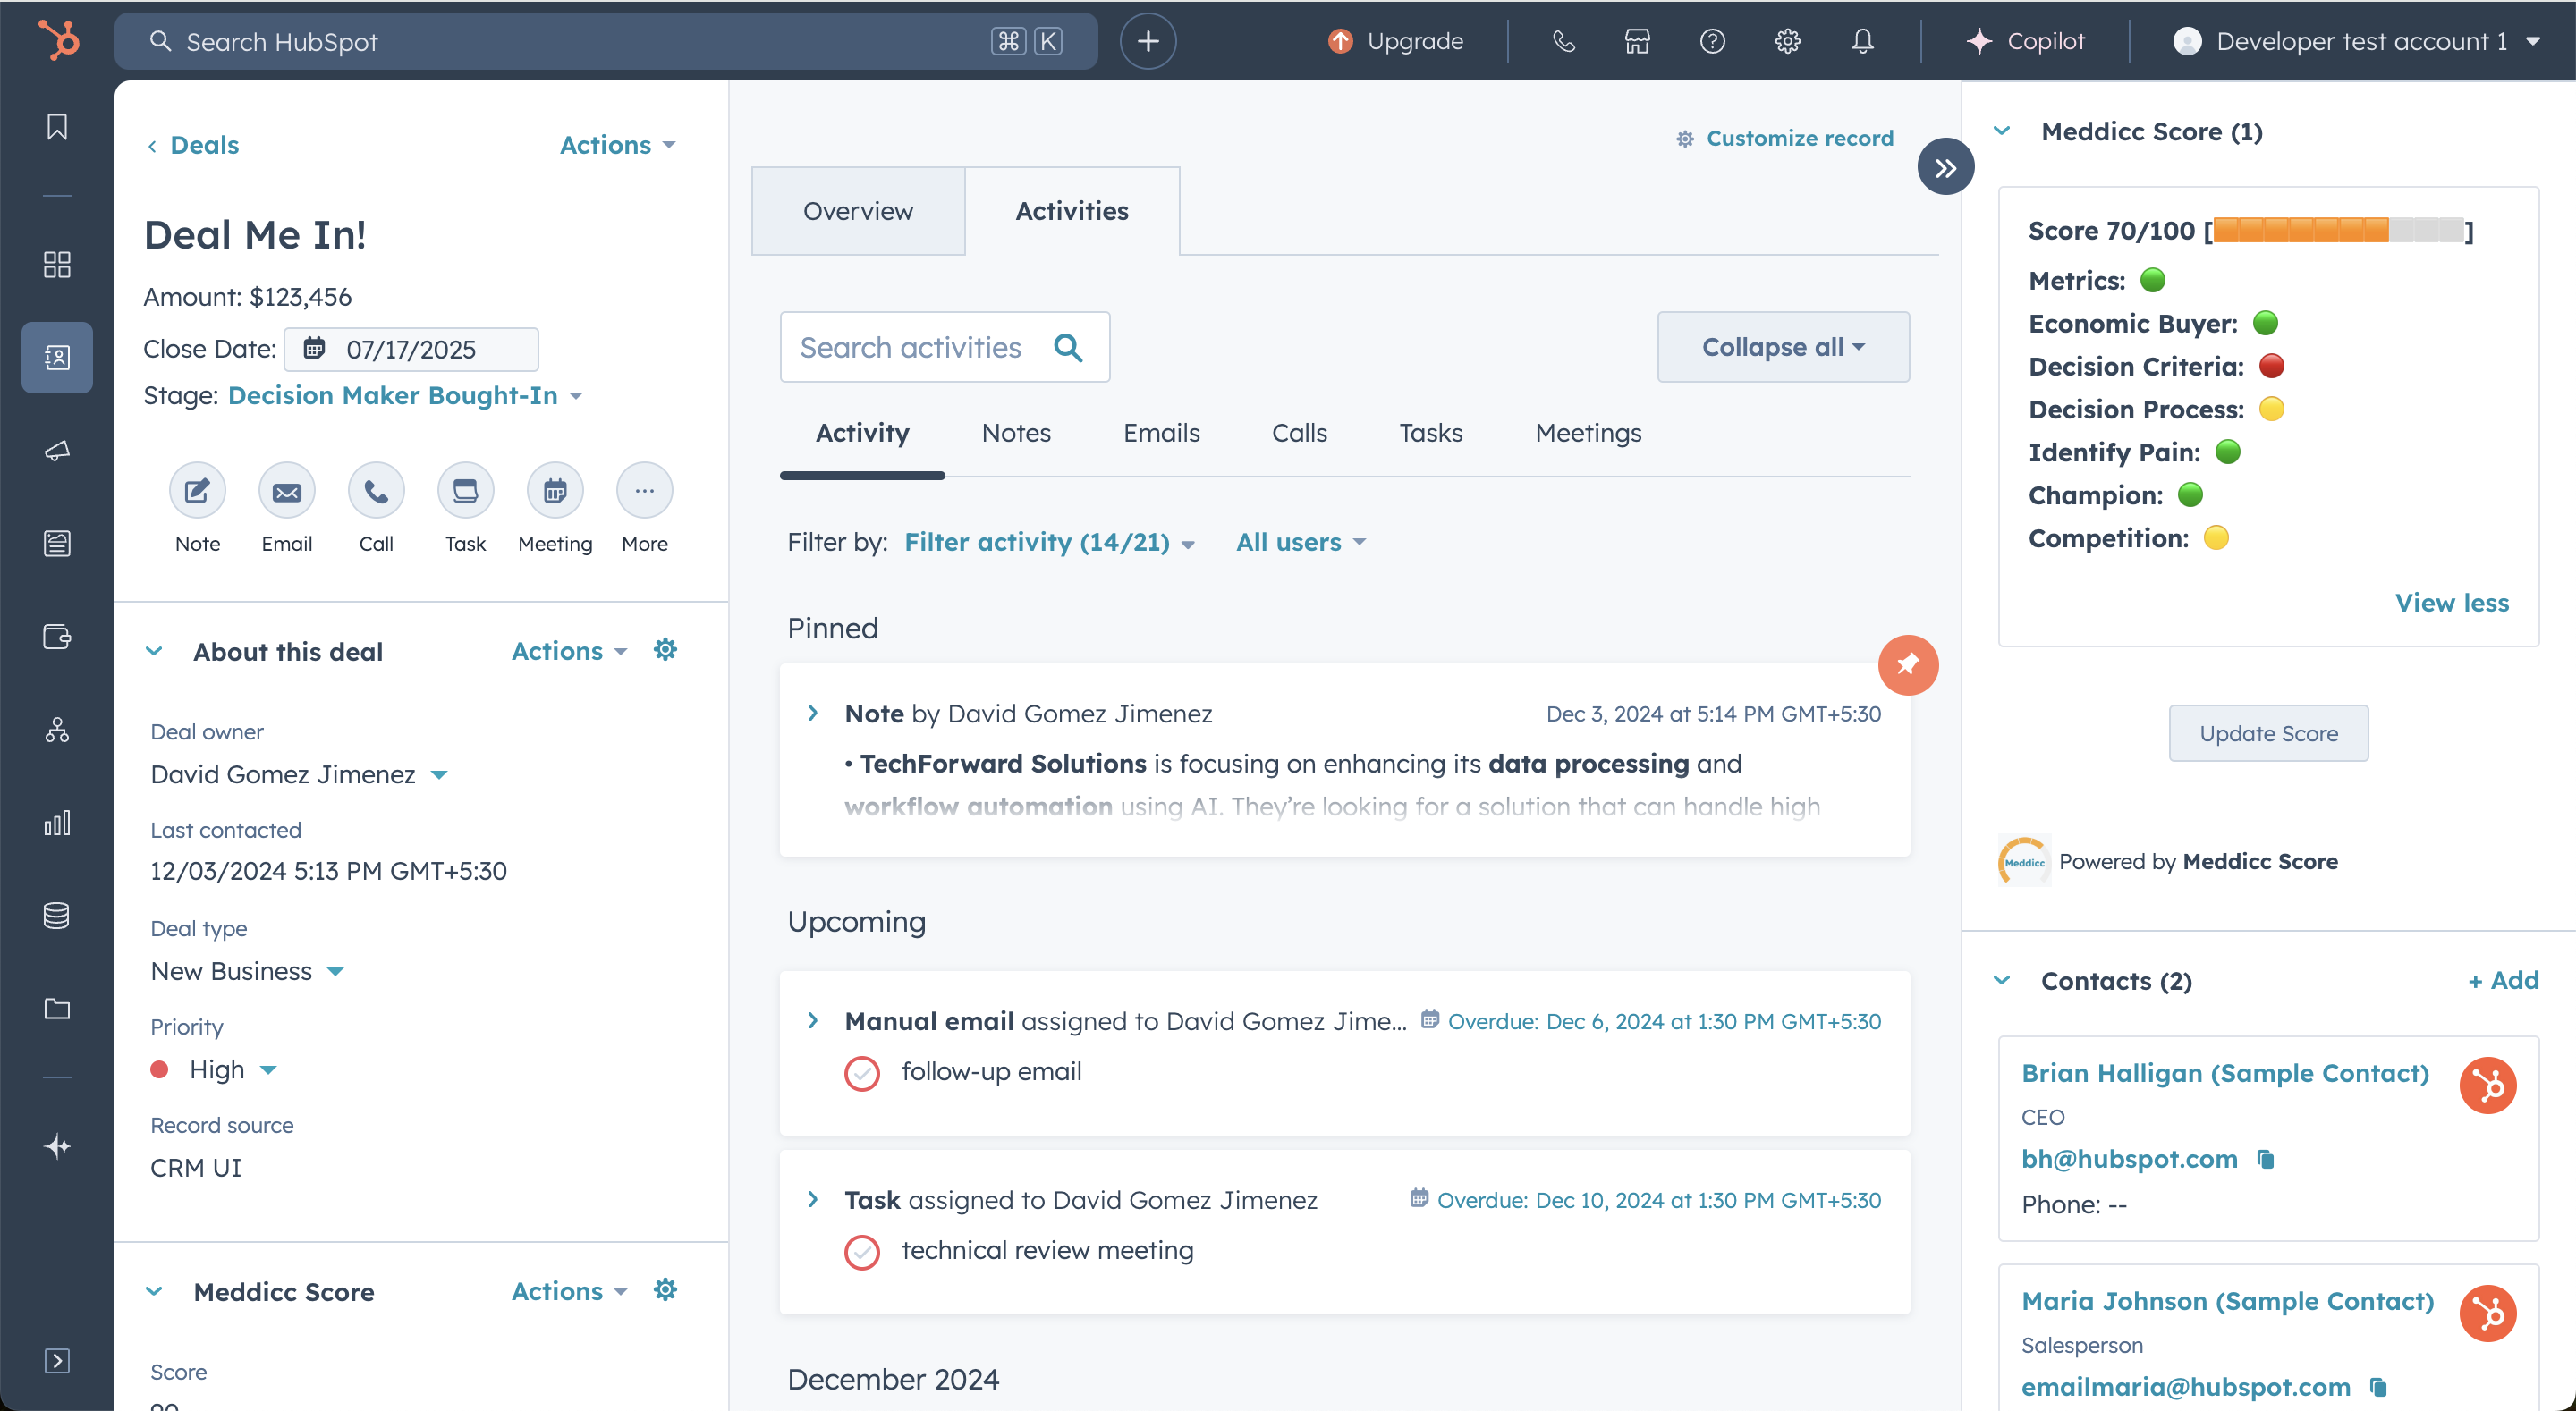 Search HubSpot
⌘ K
Upgrade
Copilot
Developer test account 1
Deals
Actions
Deal Me In!
Amount: $123,456
Close Date: 07/17/2025
Stage: Decision Maker Bought-In
Note
Email
Call
Task
Meeting
More
About this deal
Actions
Deal owner
David Gomez Jimenez
Last contacted
12/03/2024 5:13 PM GMT+5:30
Deal type
New Business
Priority
High
Record source
CRM UI
Meddicc Score
Actions
Score
Customize record
Overview
Activities
Search activities
Collapse all
Activity
Notes
Emails
Calls
Tasks
Meetings
Filter by: Filter activity (14/21) All users
Pinned
Note by David Gomez Jimenez
Dec 3, 2024 at 5:14 PM GMT+5:30
• TechForward Solutions is focusing on enhancing its data processing and
workflow automation using AI. They're looking for a solution that can handle high
Upcoming
Manual email assigned to David Gomez Jime...
Overdue: Dec 6, 2024 at 1:30 PM GMT+5:30
follow-up email
Task assigned to David Gomez Jimenez
Overdue: Dec 10, 2024 at 1:30 PM GMT+5:30
technical review meeting
December 2024
Meddicc Score (1)
Score 70/100 [ ]
Metrics:
Economic Buyer:
Decision Criteria:
Decision Process:
Identify Pain:
Champion:
Competition:
View less
Update Score
Meddicc
Powered by Meddicc Score
Contacts (2)
+ Add
Brian Halligan (Sample Contact)
CEO
bh@hubspot.com
Phone: --
Maria Johnson (Sample Contact)
Salesperson
emailmaria@hubspot.com